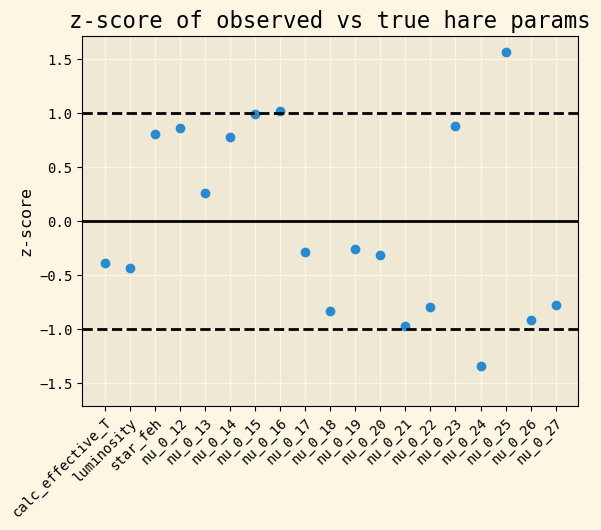 z-score of observed vs true hare params
z-score
1.5
1.0
0.5
0.0
−0.5
−1.0
−1.5
calc_effective_T
luminosity
star_feh
nu_0_12
nu_0_13
nu_0_14
nu_0_15
nu_0_16
nu_0_17
nu_0_18
nu_0_19
nu_0_20
nu_0_21
nu_0_22
nu_0_23
nu_0_24
nu_0_25
nu_0_26
nu_0_27